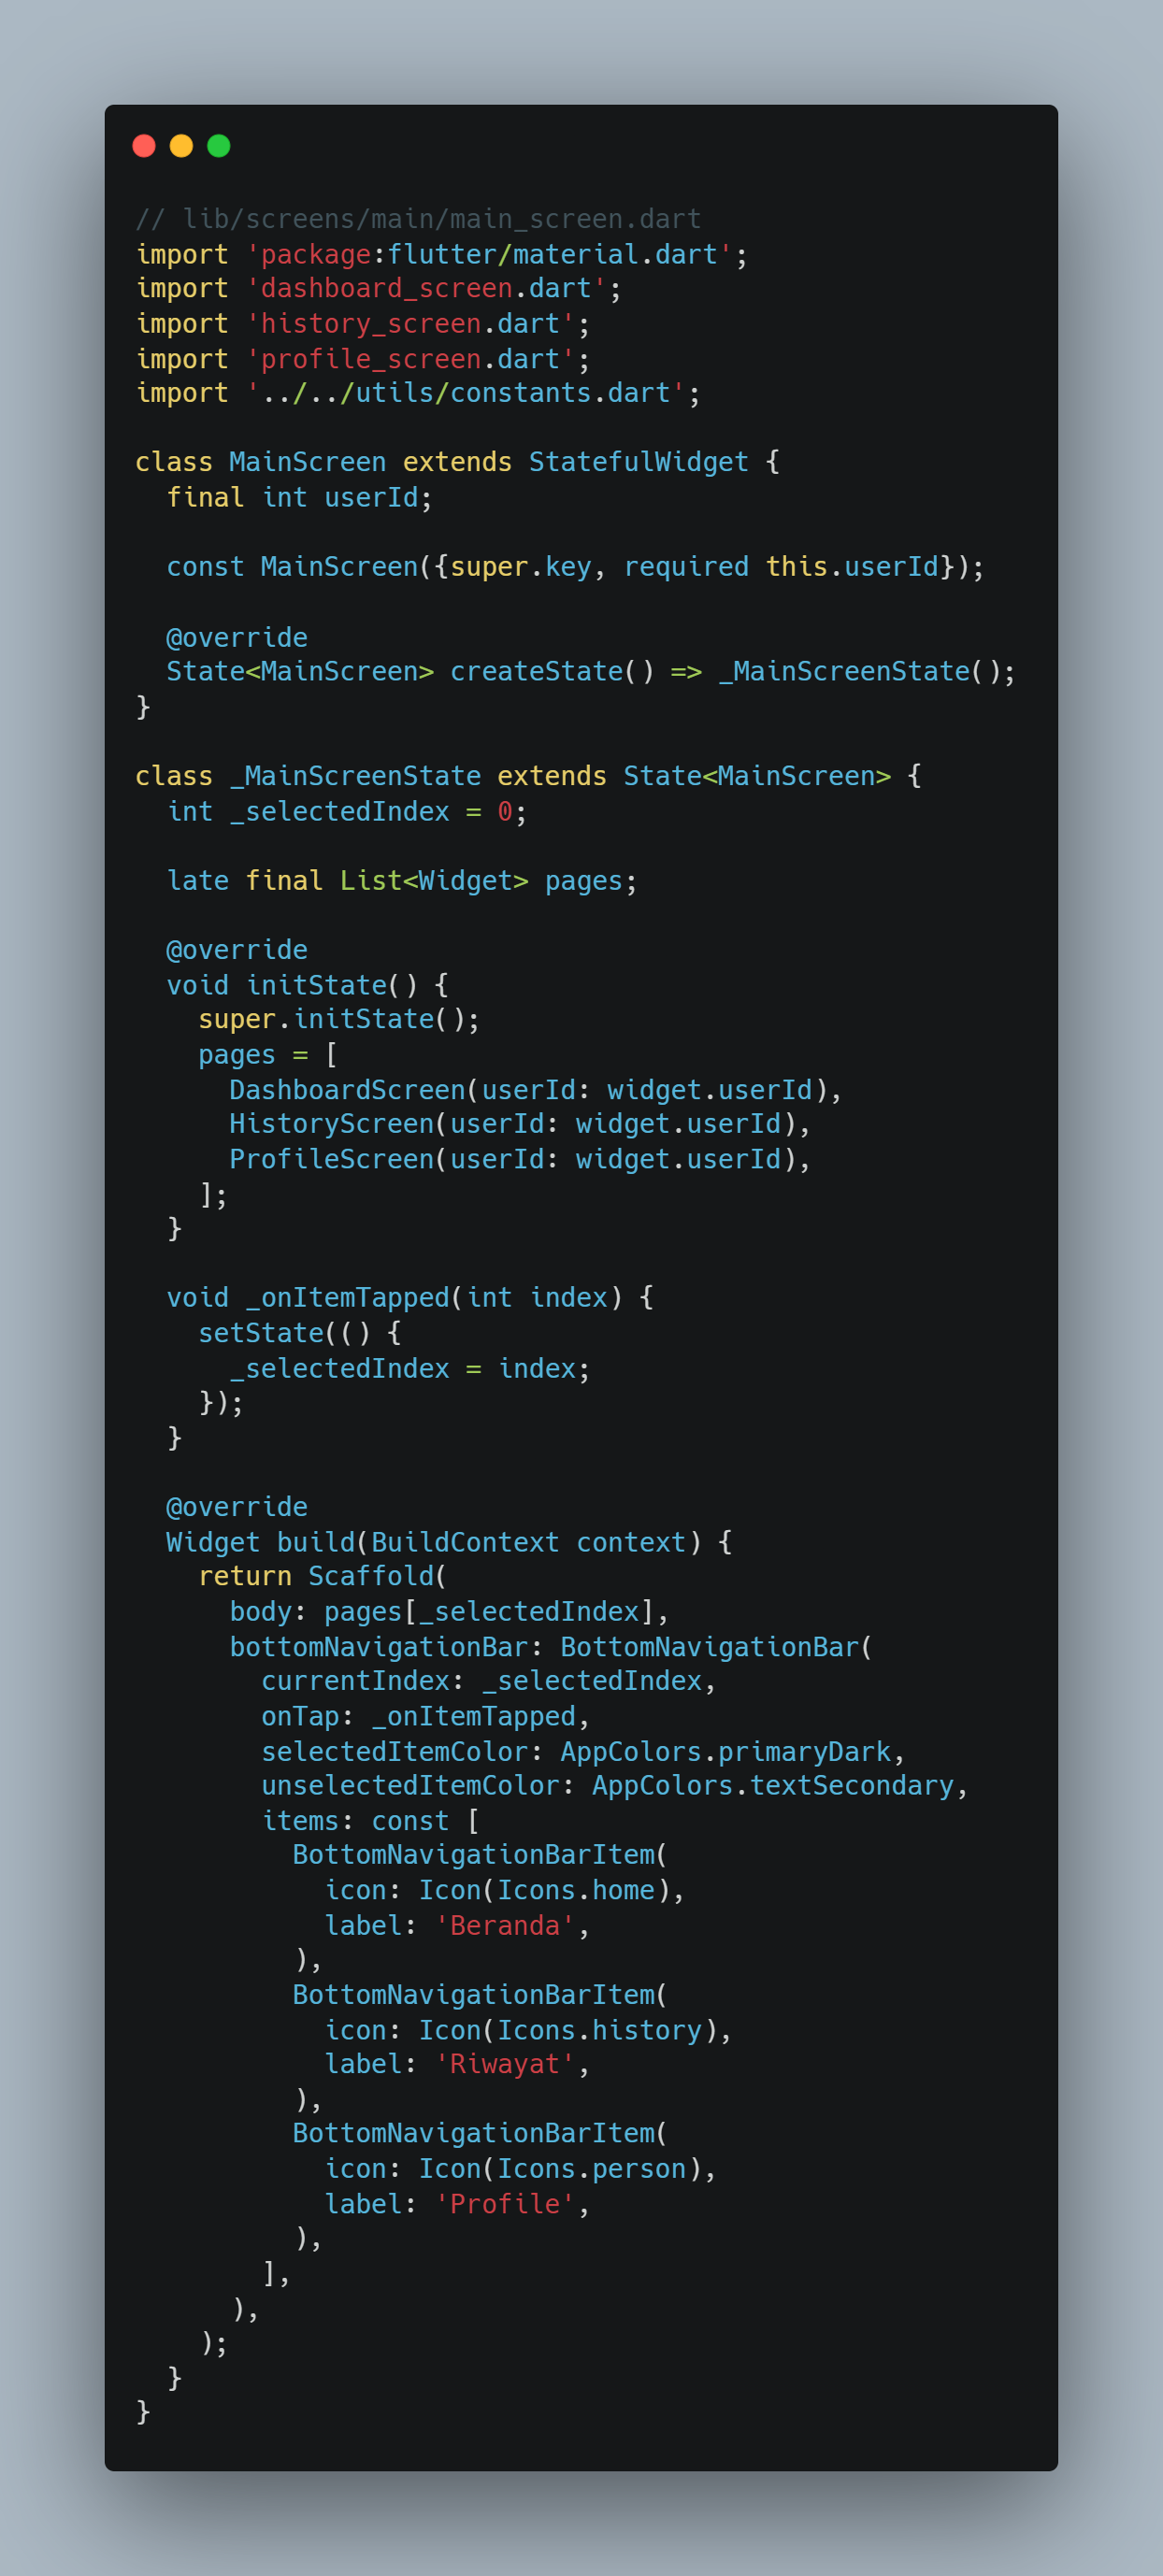 // lib/screens/main/main_screen.dart
import 'package:flutter/material.dart';
import 'dashboard_screen.dart';
import 'history_screen.dart';
import 'profile_screen.dart';
import '../../utils/constants.dart';

class MainScreen extends StatefulWidget {
  final int userId;

  const MainScreen({super.key, required this.userId});

  @override
  State<MainScreen> createState() => _MainScreenState();
}

class _MainScreenState extends State<MainScreen> {
  int _selectedIndex = 0;

  late final List<Widget> pages;

  @override
  void initState() {
    super.initState();
    pages = [
      DashboardScreen(userId: widget.userId),
      HistoryScreen(userId: widget.userId),
      ProfileScreen(userId: widget.userId),
    ];
  }

  void _onItemTapped(int index) {
    setState(() {
      _selectedIndex = index;
    });
  }

  @override
  Widget build(BuildContext context) {
    return Scaffold(
      body: pages[_selectedIndex],
      bottomNavigationBar: BottomNavigationBar(
        currentIndex: _selectedIndex,
        onTap: _onItemTapped,
        selectedItemColor: AppColors.primaryDark,
        unselectedItemColor: AppColors.textSecondary,
        items: const [
          BottomNavigationBarItem(
            icon: Icon(Icons.home),
            label: 'Beranda',
          ),
          BottomNavigationBarItem(
            icon: Icon(Icons.history),
            label: 'Riwayat',
          ),
          BottomNavigationBarItem(
            icon: Icon(Icons.person),
            label: 'Profile',
          ),
        ],
      ),
    );
  }
}